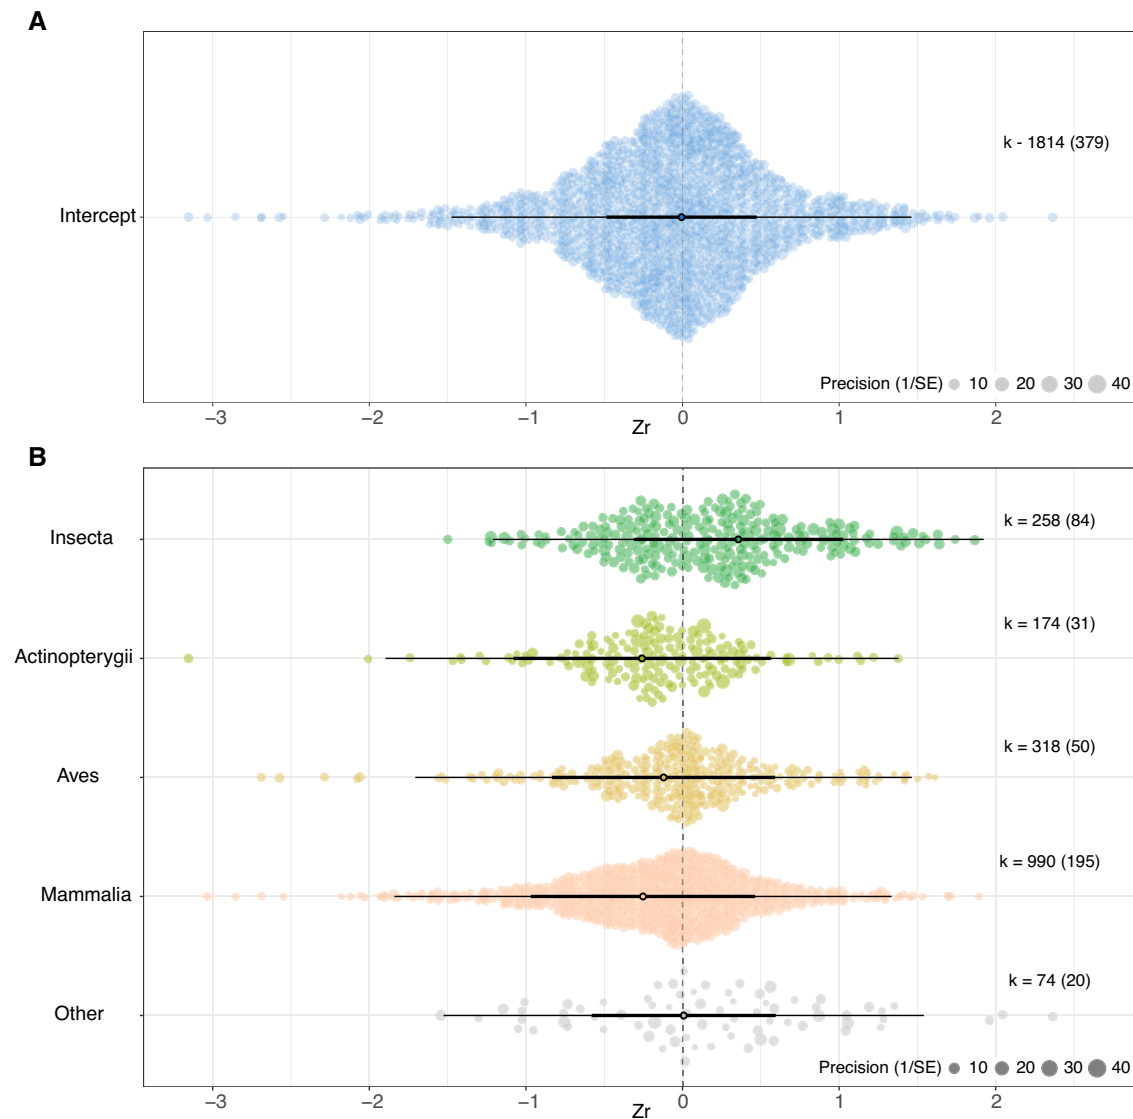 A
Intercept
k - 1814 (379)
Precision (1/SE) 10 20 30 40
−3 −2 −1 0 1 2
Zr
B
Insecta
k = 258 (84)
Actinopterygii
k = 174 (31)
Aves
k = 318 (50)
Mammalia
k = 990 (195)
Other
k = 74 (20)
Precision (1/SE) 10 20 30 40
−3 −2 −1 0 1 2
Zr